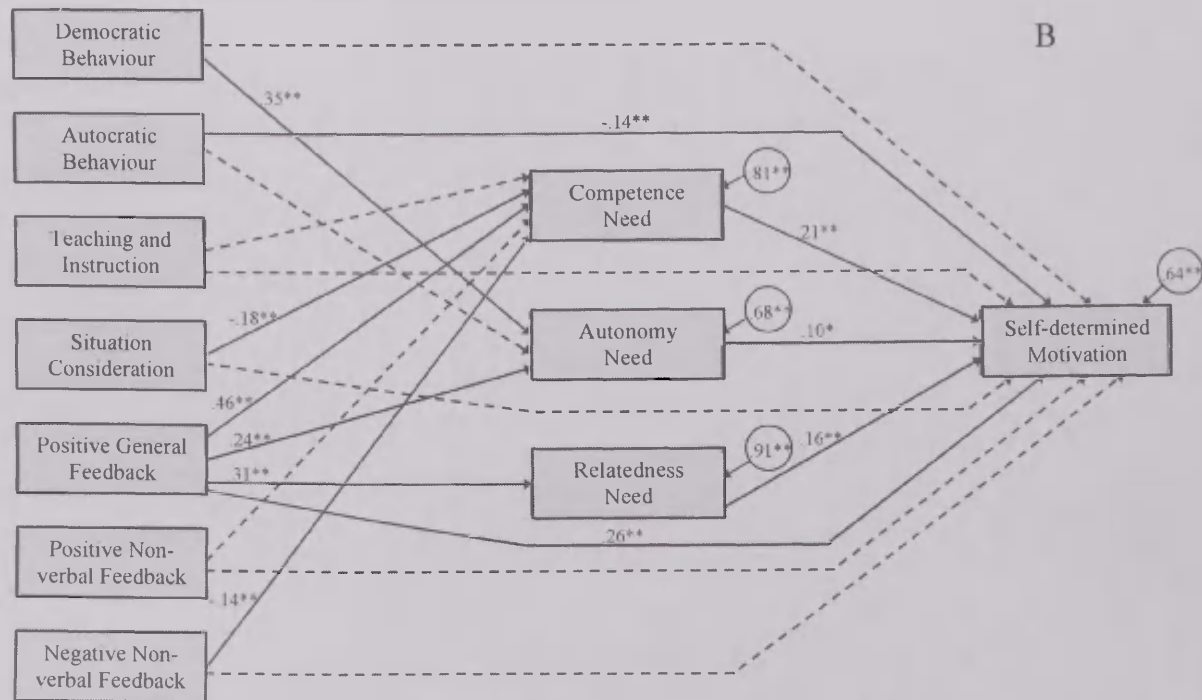 B
Democratic
Behaviour
.35**
Autocratic
Behaviour
-.14**
Competence
Need
.81**
Teaching and
Instruction
.21**
.64**
Situation
Consideration
-.18**
Autonomy
Need
.68**
.10*
Self-determined
Motivation
.46**
Positive General
Feedback
.24**
.31**
Relatedness
Need
.91**
.16**
.26**
Positive Non-
verbal Feedback
-.14**
Negative Non-
verbal Feedback